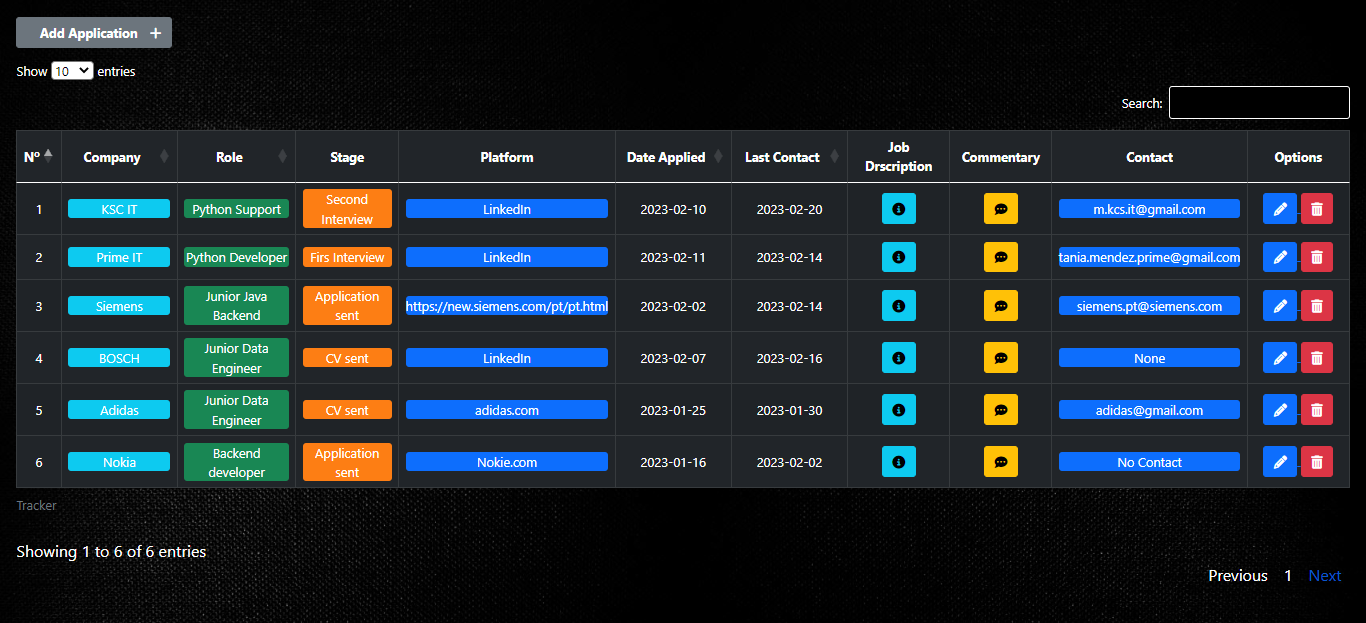 Add Application +
Show 10 entries
Search:
Nº Company Role Stage Platform Date Applied Last Contact Job Drscription Commentary Contact Options
1 KSC IT Python Support Second Interview LinkedIn 2023-02-10 2023-02-20 m.kcs.it@gmail.com
2 Prime IT Python Developer Firs Interview LinkedIn 2023-02-11 2023-02-14 tania.mendez.prime@gmail.com
3 Siemens Junior Java Backend Application sent https://new.siemens.com/pt/pt.html 2023-02-02 2023-02-14 siemens.pt@siemens.com
4 BOSCH Junior Data Engineer CV sent LinkedIn 2023-02-07 2023-02-16 None
5 Adidas Junior Data Engineer CV sent adidas.com 2023-01-25 2023-01-30 adidas@gmail.com
6 Nokia Backend developer Application sent Nokie.com 2023-01-16 2023-02-02 No Contact
Tracker
Showing 1 to 6 of 6 entries
Previous 1 Next